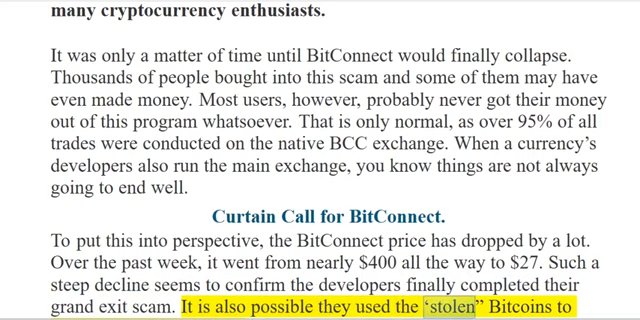 many cryptocurrency enthusiasts.
It was only a matter of time until BitConnect would finally collapse.
Thousands of people bought into this scam and some of them may have
even made money. Most users, however, probably never got their money
out of this program whatsoever. That is only normal, as over 95% of all
trades were conducted on the native BCC exchange. When a currency’s
developers also run the main exchange, you know things are not always
going to end well.
Curtain Call for BitConnect.
To put this into perspective, the BitConnect price has dropped by a lot.
Over the past week, it went from nearly $400 all the way to $27. Such a
steep decline seems to confirm the developers finally completed their
grand exit scam. It is also possible they used the ‘stolen” Bitcoins to